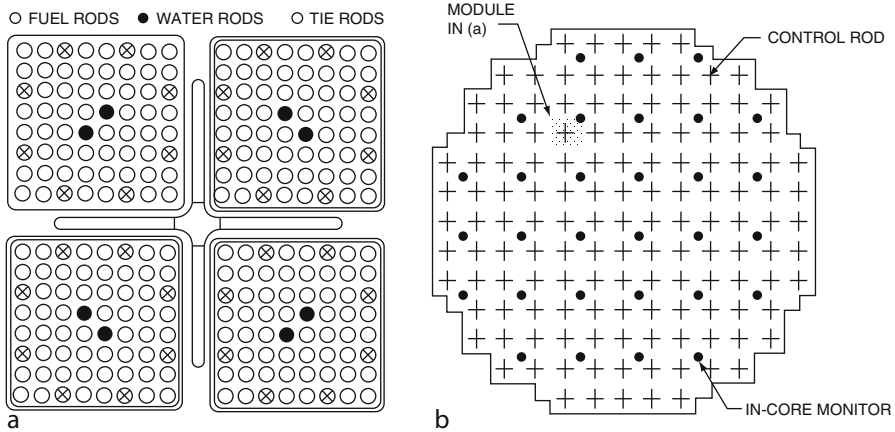 FUEL RODS WATER RODS TIE RODS
MODULE
IN (a)
CONTROL ROD
IN-CORE MONITOR
a
b